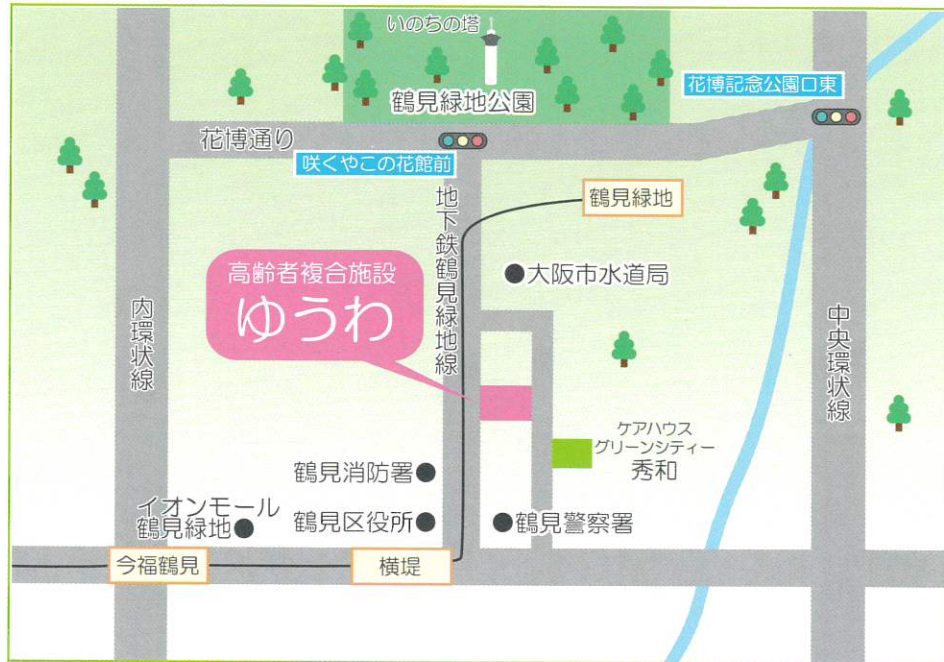 いのちの塔
鶴見緑地公園
花博記念公園口東
花博通り
咲くやこの花館前
地下鉄鶴見緑地線
鶴見緑地
高齢者複合施設
ゆうわ
大阪市水道局
内環状線
中央環状線
ケアハウス
グリーンシティー
秀和
鶴見消防署
イオンモール
鶴見緑地
鶴見区役所
鶴見警察署
今福鶴見
横堤